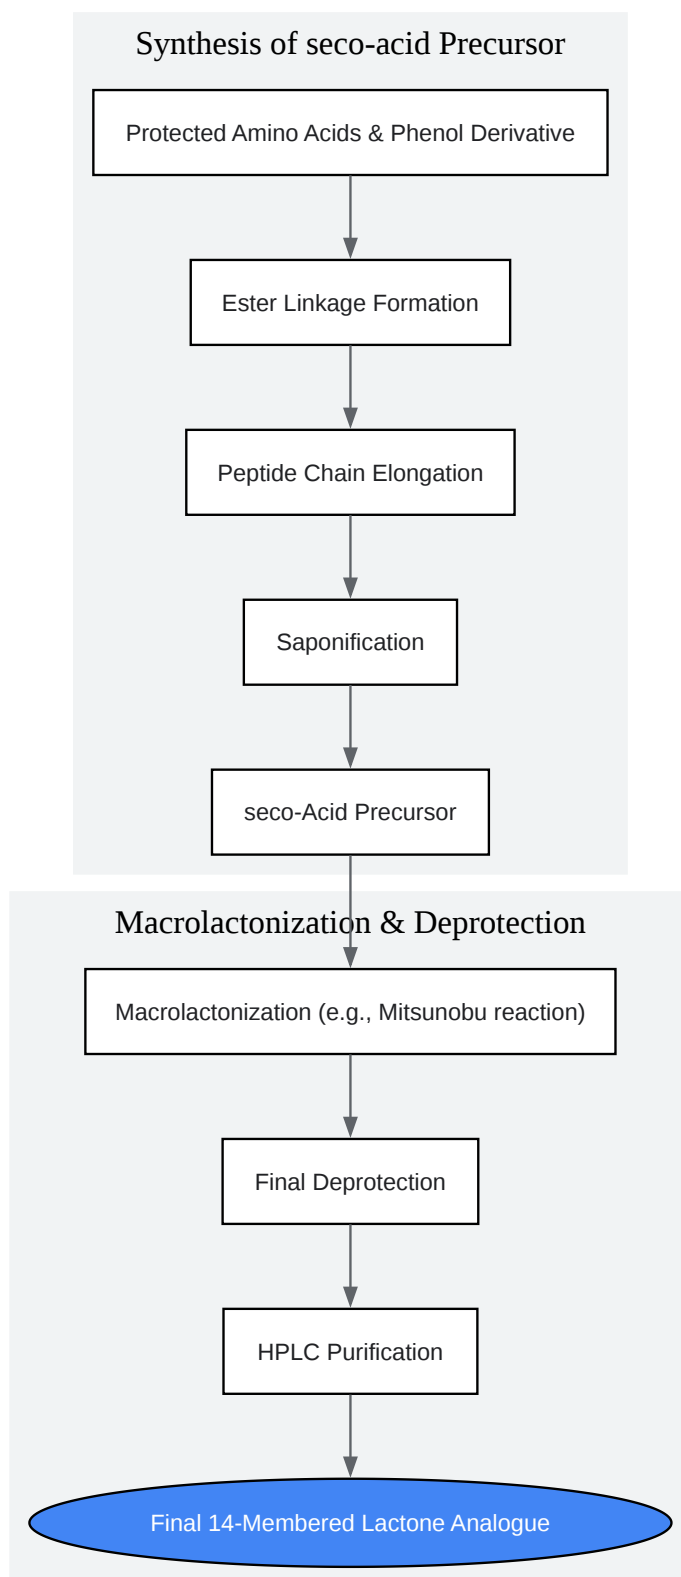 Synthesis of seco-acid Precursor
Protected Amino Acids & Phenol Derivative
Ester Linkage Formation
Peptide Chain Elongation
Saponification
seco-Acid Precursor
Macrolactonization & Deprotection
Macrolactonization (e.g., Mitsunobu reaction)
Final Deprotection
HPLC Purification
Final 14-Membered Lactone Analogue